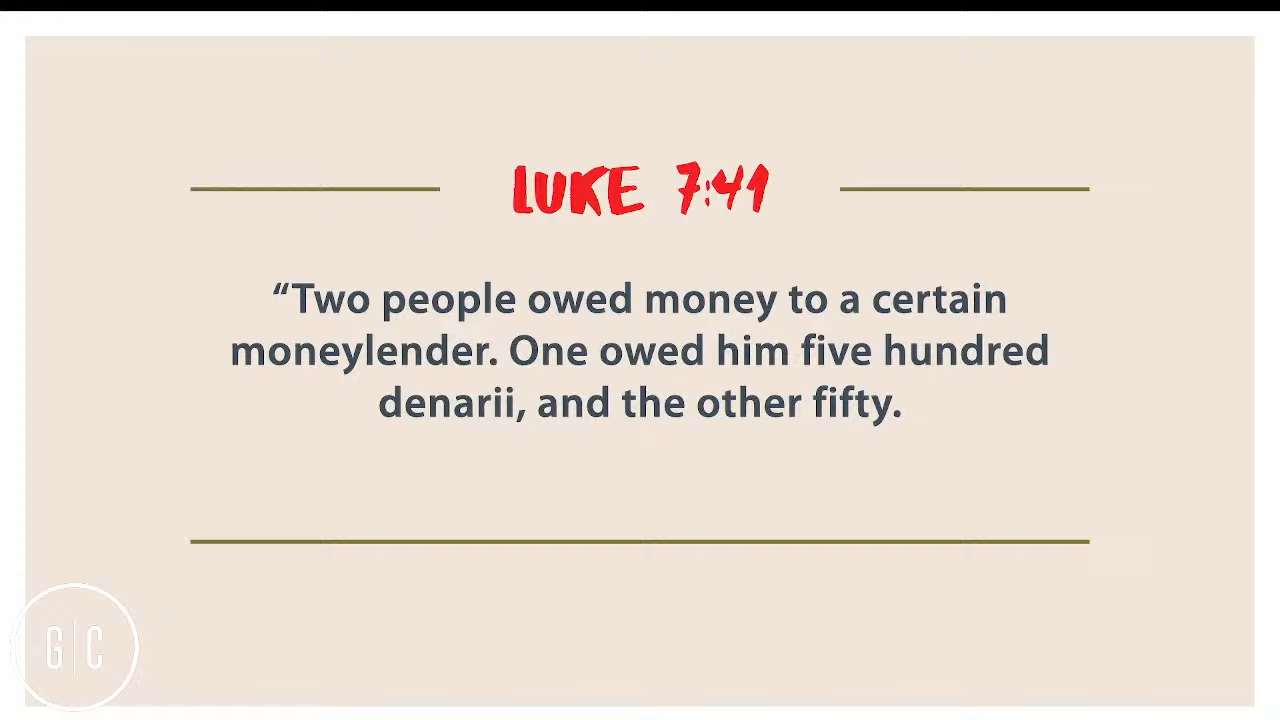 LUKE 7:41
“Two people owed money to a certain
moneylender. One owed him five hundred
denarii, and the other fifty.
G|C